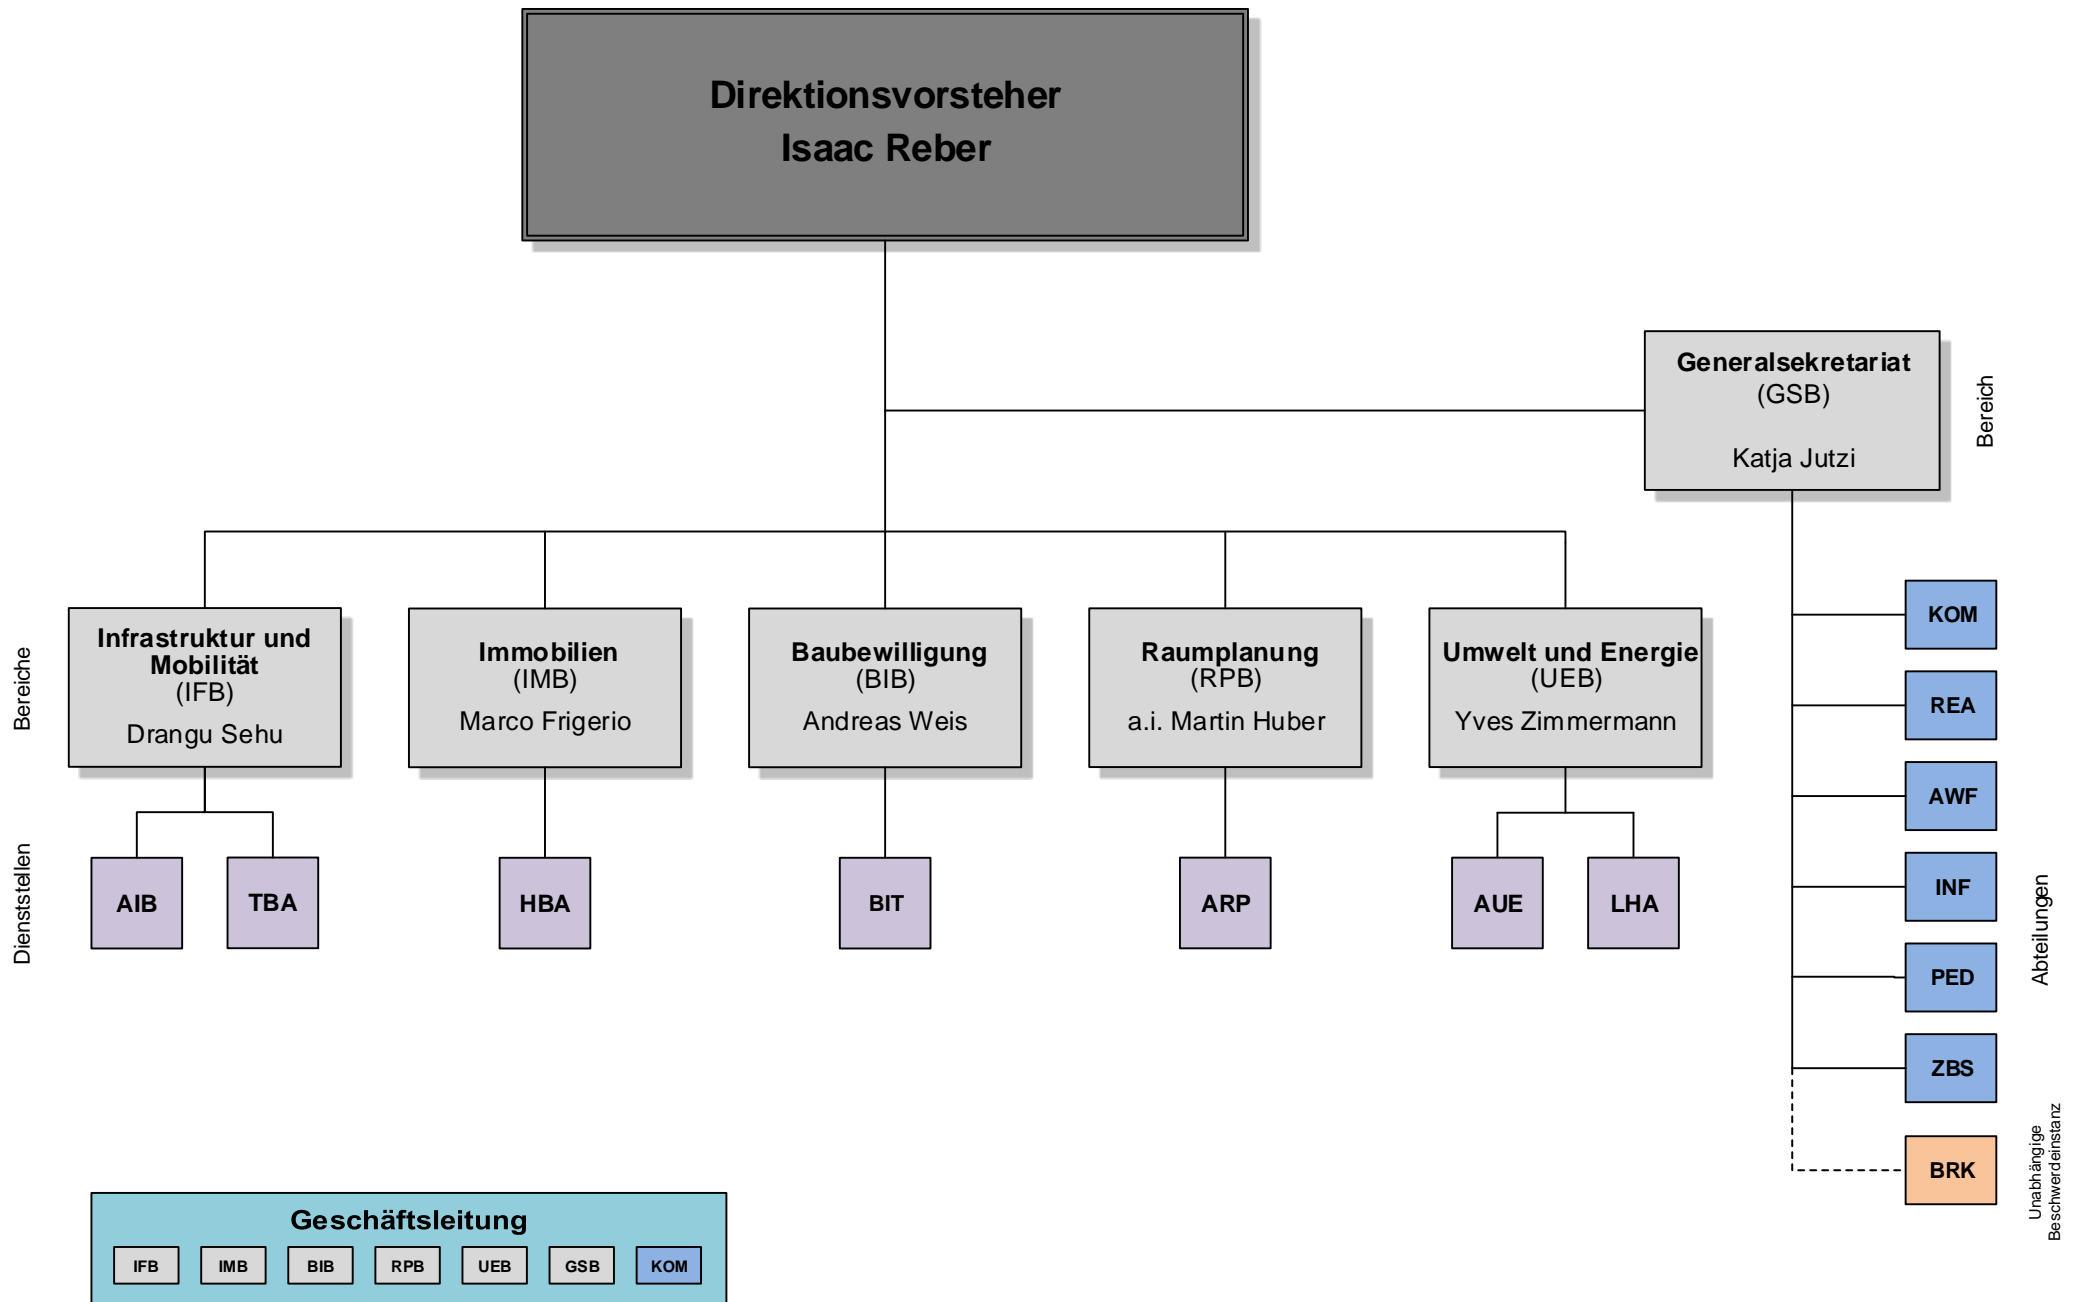 Direktionsvorsteher
Isaac Reber
Generalsekretariat
(GSB)
Katja Jutzi
Bereich
Bereiche
Infrastruktur und
Mobilität
(IFB)
Drangu Sehu
Immobilien
(IMB)
Marco Frigerio
Baubewilligung
(BIB)
Andreas Weis
Raumplanung
(RPB)
a.i. Martin Huber
Umwelt und Energie
(UEB)
Yves Zimmermann
Dienststellen
AIB
TBA
HBA
BIT
ARP
AUE
LHA
KOM
REA
AWF
INF
PED
ZBS
Abteilungen
BRK
Unabhängige
Beschwerdeinstanz
Geschäftsleitung
IFB
IMB
BIB
RPB
UEB
GSB
KOM